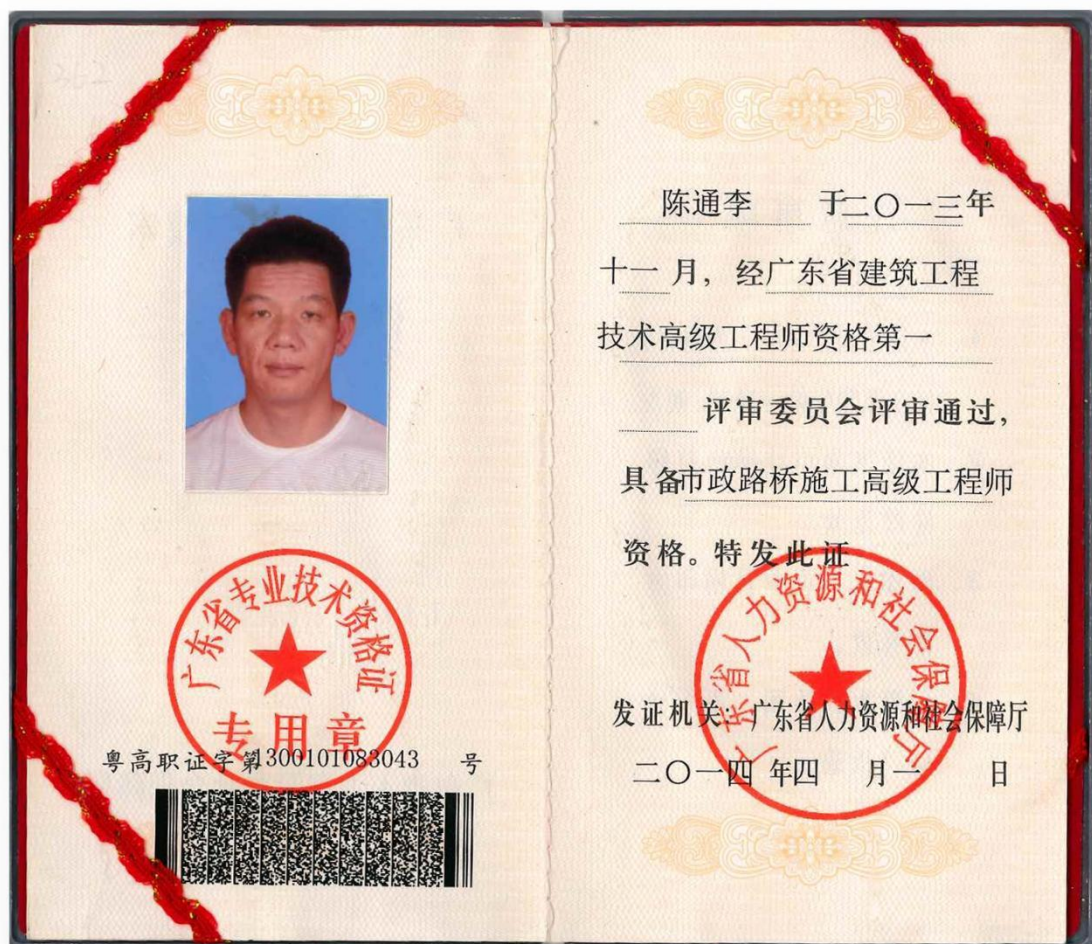 262
广东省专业技术资格证
专用章
粤高职证字第1300101083043 号
陈通李 于二〇一三年
十一月，经广东省建筑工程
技术高级工程师资格第一
评审委员会评审通过，
具备市政路桥施工高级工程师
资格。特发此证
广东省人力资源和社会保障厅
发证机关：广东省人力资源和社会保障厅
二〇一四 年四 月一 日